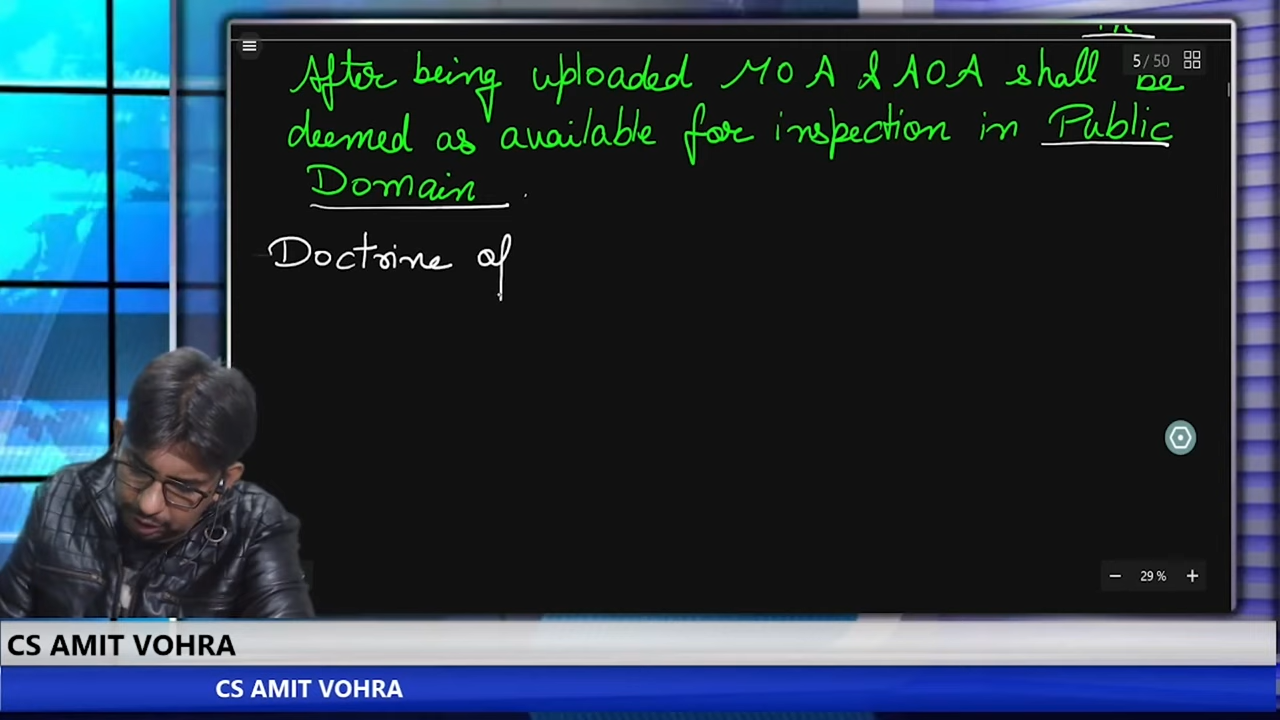 After being uploaded MOA & AOA shall be
5 / 50
deemed as available for inspection in Public
Domain.
Doctrine of
29 %
CS AMIT VOHRA
CS AMIT VOHRA